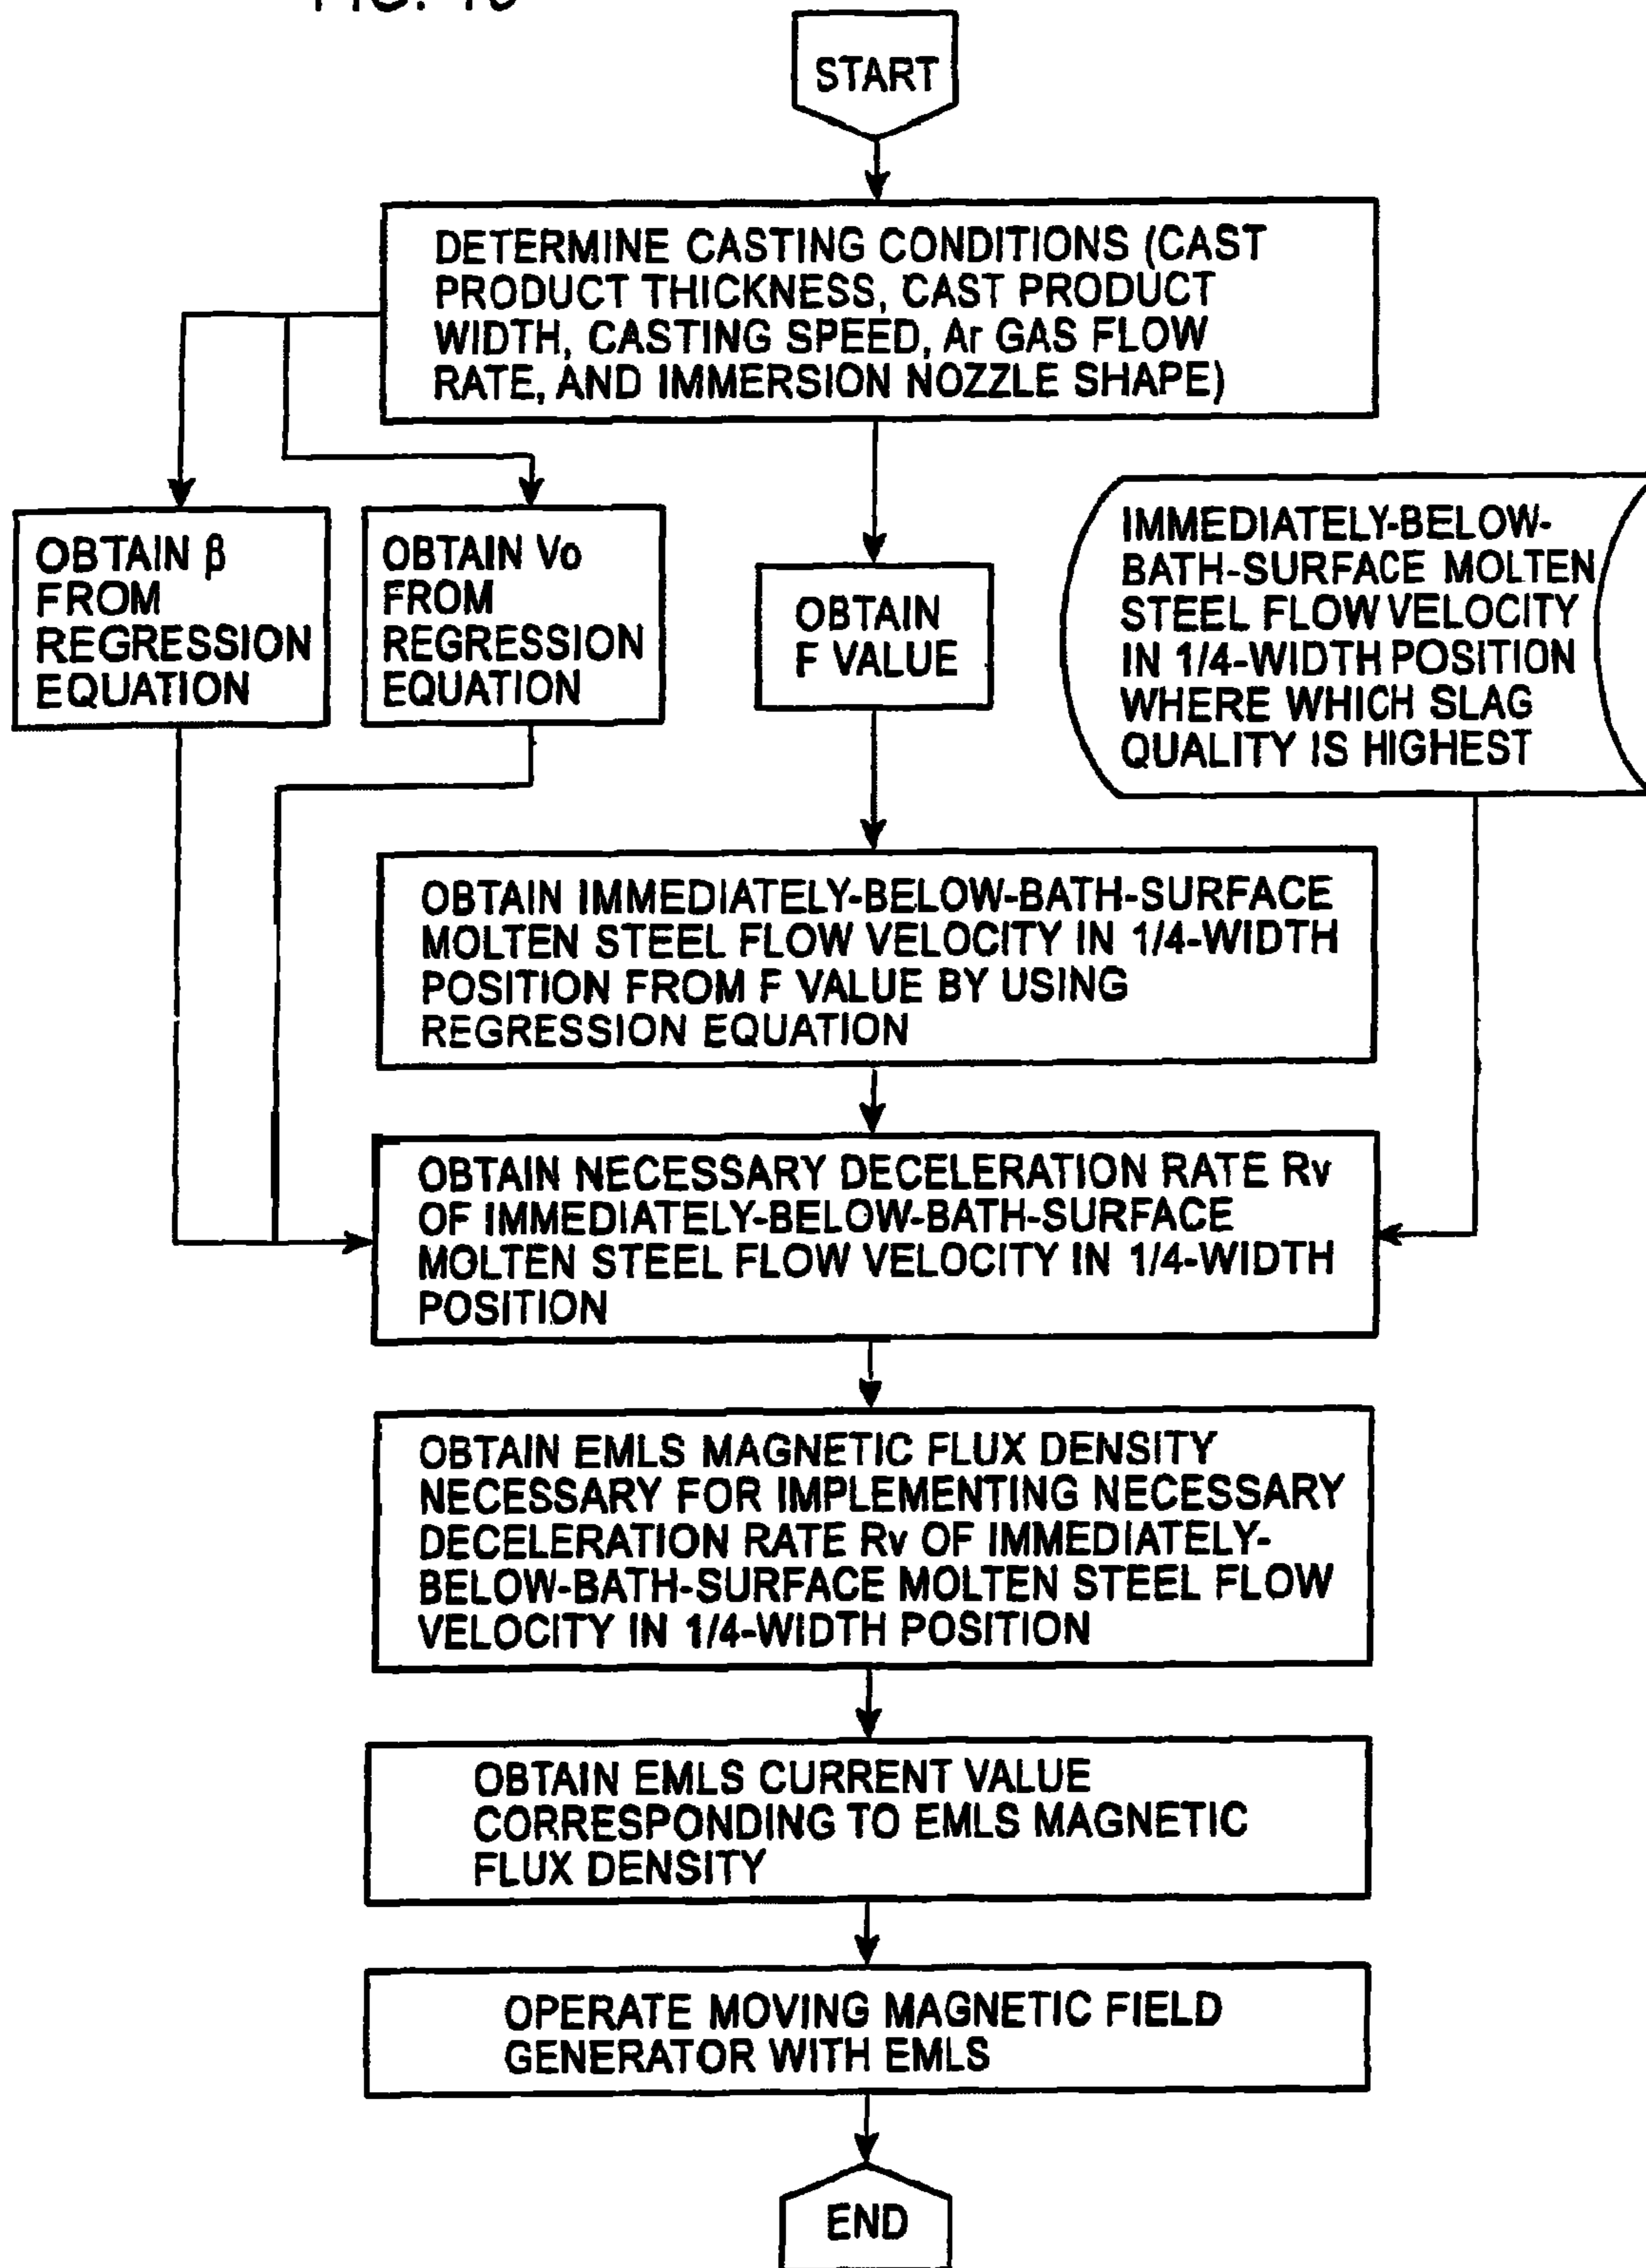 START
DETERMINE CASTING CONDITIONS (CAST
PRODUCT THICKNESS, CAST PRODUCT
WIDTH, CASTING SPEED, Ar GAS FLOW
RATE, AND IMMERSION NOZZLE SHAPE)
OBTAIN β
FROM
REGRESSION
EQUATION
OBTAIN Vo
FROM
REGRESSION
EQUATION
OBTAIN
F VALUE
IMMEDIATELY-BELOW-
BATH-SURFACE MOLTEN
STEEL FLOW VELOCITY
IN 1/4-WIDTH POSITION
WHERE WHICH SLAG
QUALITY IS HIGHEST
OBTAIN IMMEDIATELY-BELOW-BATH-SURFACE
MOLTEN STEEL FLOW VELOCITY IN 1/4-WIDTH
POSITION FROM F VALUE BY USING
REGRESSION EQUATION
OBTAIN NECESSARY DECELERATION RATE Rv
OF IMMEDIATELY-BELOW-BATH-SURFACE
MOLTEN STEEL FLOW VELOCITY IN 1/4-WIDTH
POSITION
OBTAIN EMLS MAGNETIC FLUX DENSITY
NECESSARY FOR IMPLEMENTING NECESSARY
DECELERATION RATE Rv OF IMMEDIATELY-
BELOW-BATH-SURFACE MOLTEN STEEL FLOW
VELOCITY IN 1/4-WIDTH POSITION
OBTAIN EMLS CURRENT VALUE
CORRESPONDING TO EMLS MAGNETIC
FLUX DENSITY
OPERATE MOVING MAGNETIC FIELD
GENERATOR WITH EMLS
END